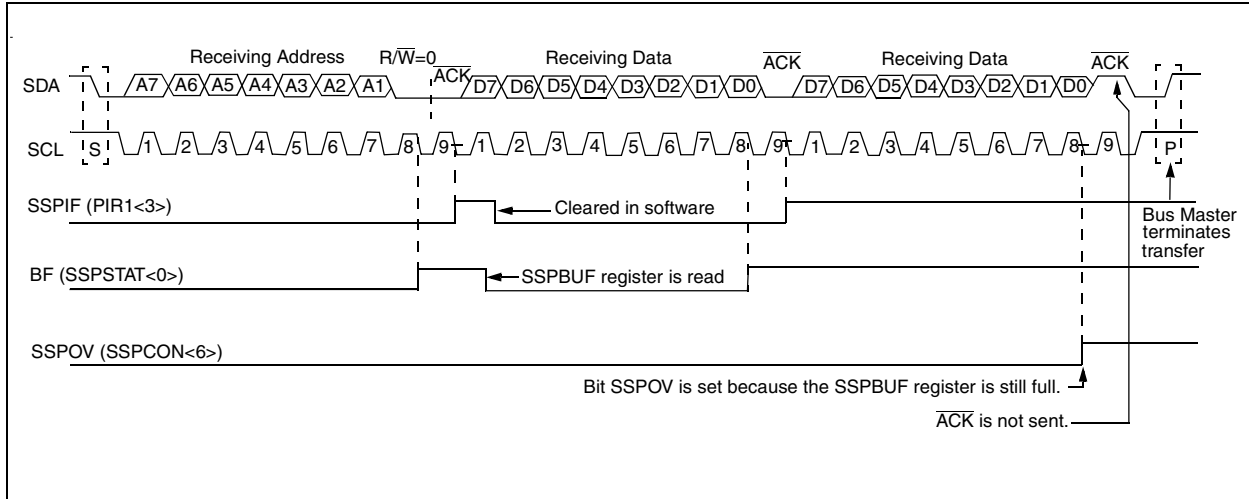 Receiving Address R/W=0 Receiving Data ACK Receiving Data ACK
ACK
SDA A7 A6 A5 A4 A3 A2 A1 D7 D6 D5 D4 D3 D2 D1 D0 D7 D6 D5 D4 D3 D2 D1 D0
SCL S 1 2 3 4 5 6 7 8 9 1 2 3 4 5 6 7 8 9 1 2 3 4 5 6 7 8 9 P
SSPIF (PIR1<3>) Cleared in software
Bus Master
terminates
transfer
BF (SSPSTAT<0>) SSPBUF register is read
SSPOV (SSPCON<6>)
Bit SSPOV is set because the SSPBUF register is still full.
ACK is not sent.